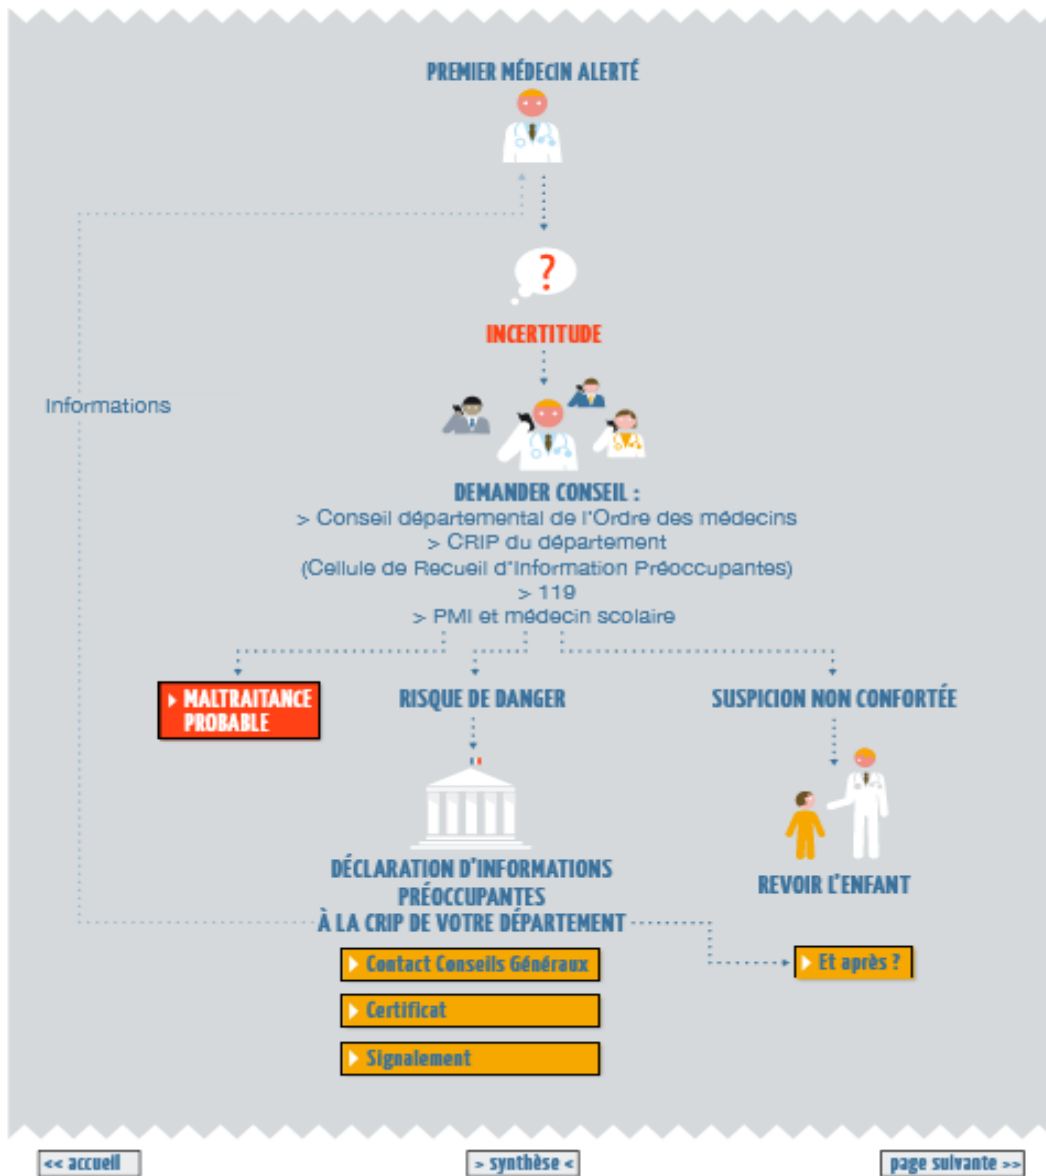 PREMIER MÉDECIN ALERTÉ
?
INCERTITUDE
Informations
DEMANDER CONSEIL :
> Conseil départemental de l'Ordre des médecins
> CRIP du département
(Cellule de Recueil d'Information Préoccupantes)
> 119
> PMI et médecin scolaire
MALTRAITANCE
PROBABLE
RISQUE DE DANGER
SUSPICION NON CONFORTÉE
DÉCLARATION D'INFORMATIONS
PRÉOCCUPANTES
À LA CRIP DE VOTRE DÉPARTEMENT
REVOIR L'ENFANT
Contact Conseils Généraux
Et après ?
Certificat
Signalement
<< accueil
> synthèse <
page suivante >>